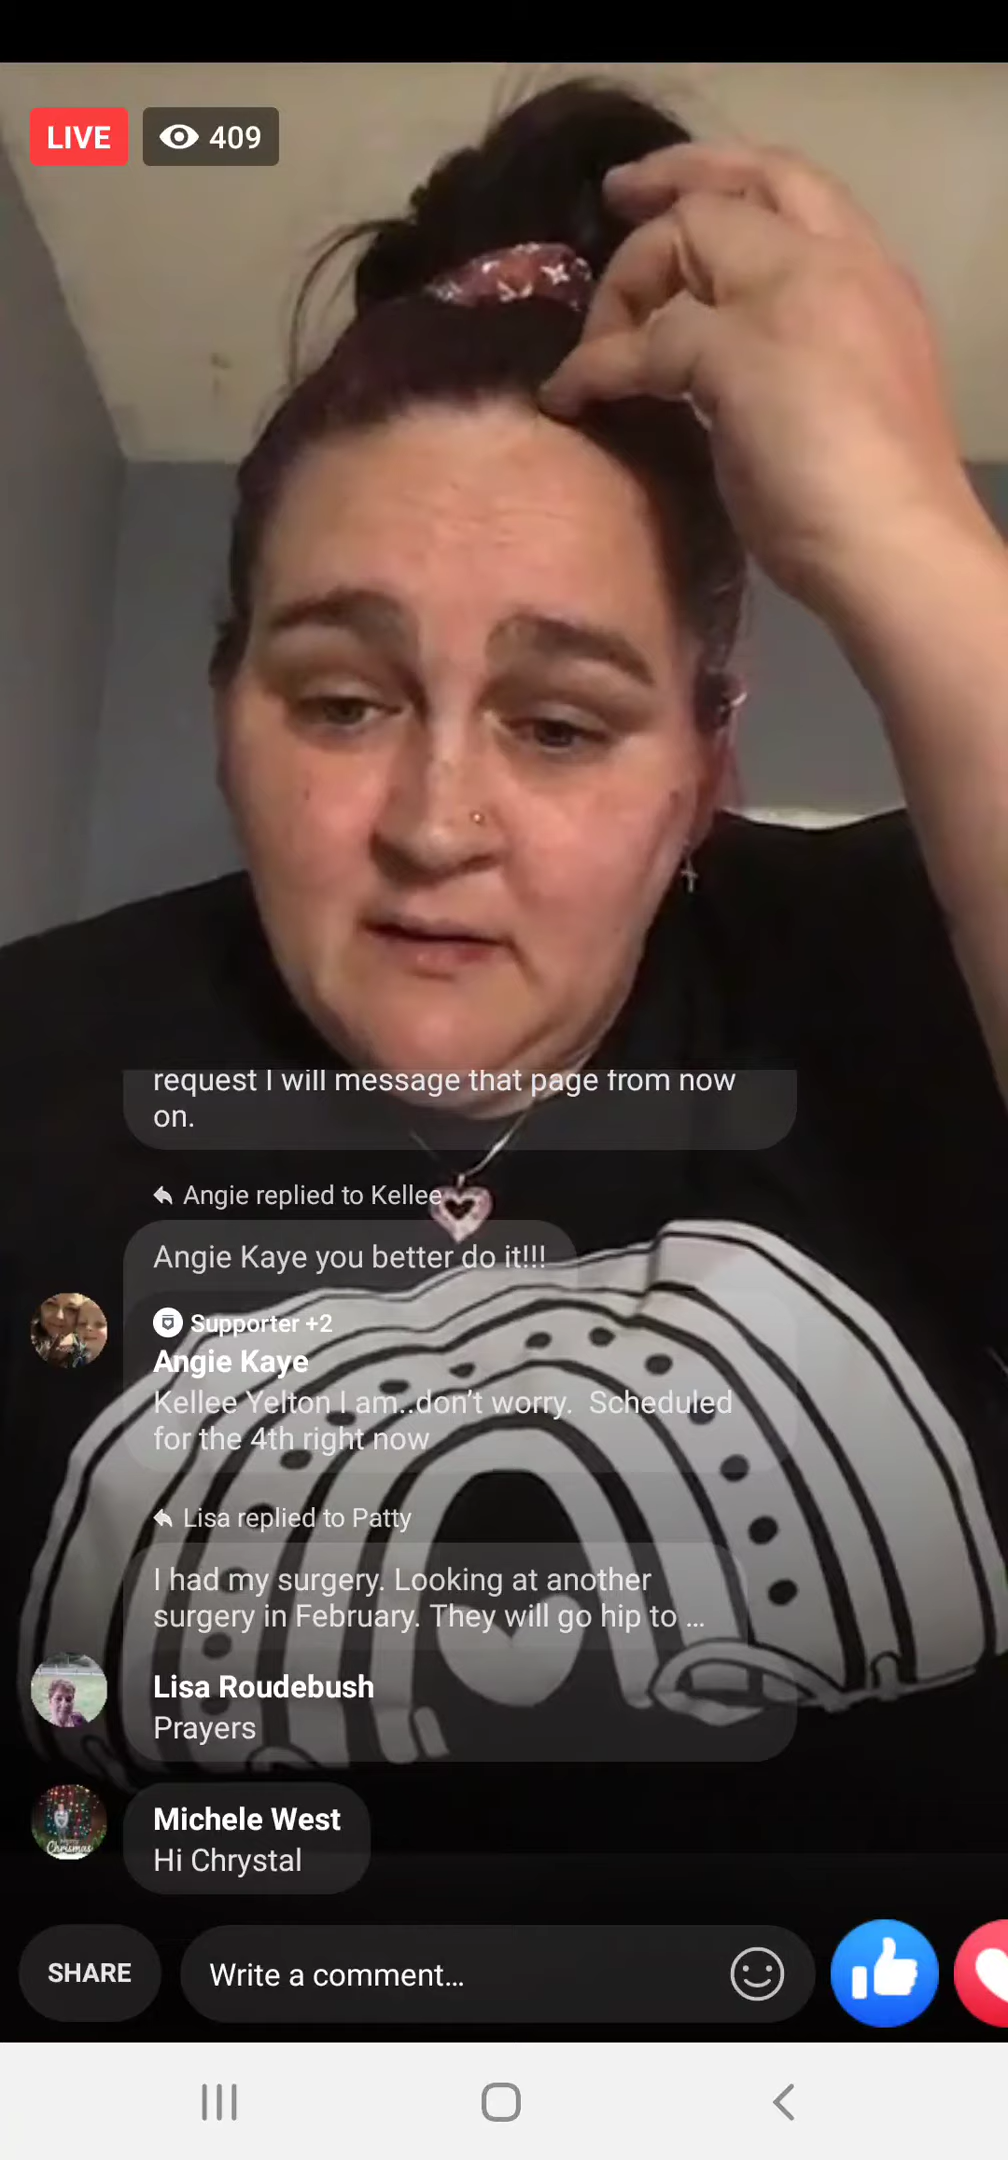 LIVE
409
request I will message that page from now
on.
Angie replied to Kellee
Angie Kaye you better do it!!!
Supporter +2
Angie Kaye
Kellee Yelton I am..don't worry.  Scheduled
for the 4th right now
Lisa replied to Patty
I had my surgery. Looking at another
surgery in February. They will go hip to ...
Lisa Roudebush
Prayers
Michele West
Hi Chrystal
SHARE
Write a comment...